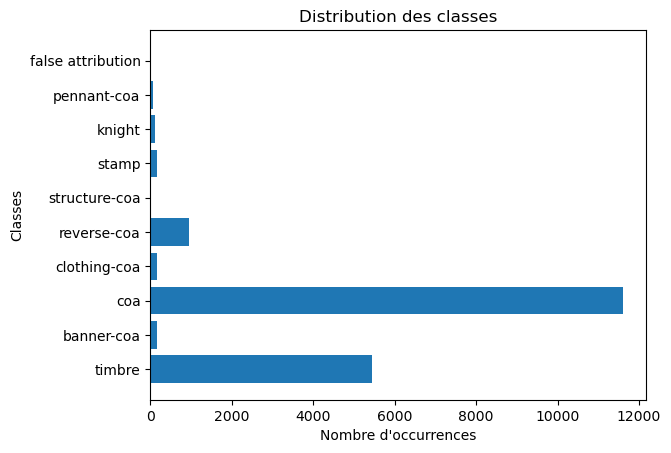 Distribution des classes
false attribution
pennant-coa
knight
stamp
structure-coa
reverse-coa
clothing-coa
coa
banner-coa
timbre
Classes
0 2000 4000 6000 8000 10000 12000
Nombre d'occurrences